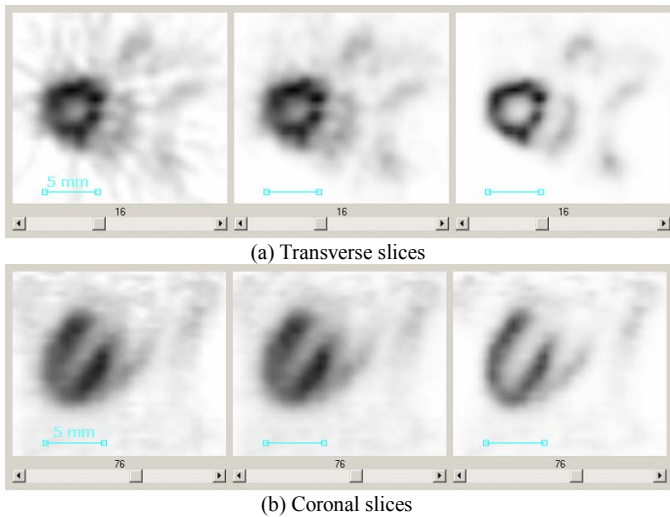 5 mm
16 16 16
(a) Transverse slices
5 mm
76 76 76
(b) Coronal slices